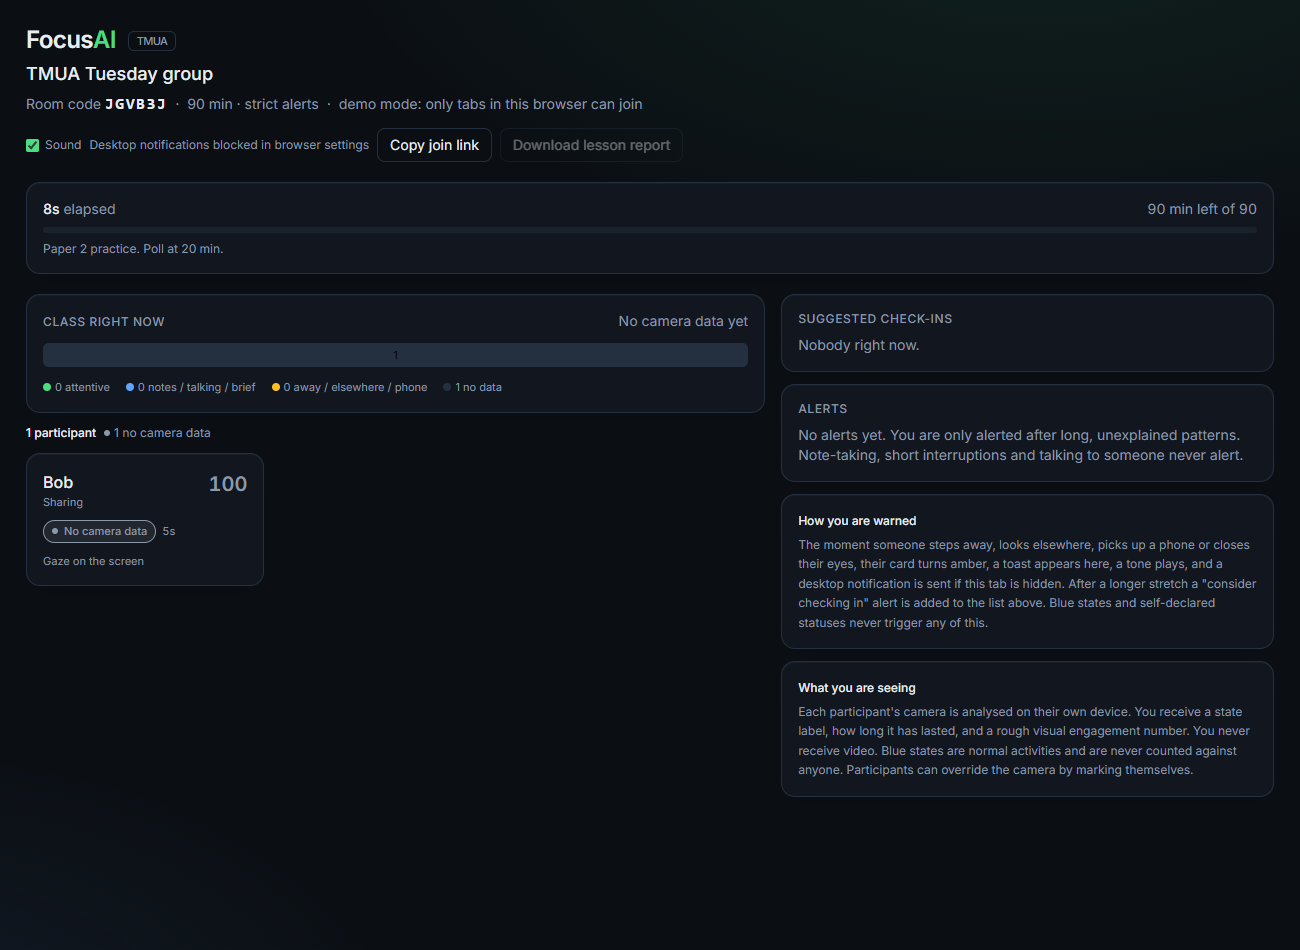 FocusAI TMUA
TMUA Tuesday group
Room code JGVB3J · 90 min · strict alerts · demo mode: only tabs in this browser can join
Sound Desktop notifications blocked in browser settings Copy join link Download lesson report
8s elapsed 90 min left of 90
Paper 2 practice. Poll at 20 min.
CLASS RIGHT NOW No camera data yet
1
0 attentive 0 notes / talking / brief 0 away / elsewhere / phone 1 no data
1 participant 1 no camera data
Bob 100
Sharing
No camera data 5s
Gaze on the screen
SUGGESTED CHECK-INS
Nobody right now.
ALERTS
No alerts yet. You are only alerted after long, unexplained patterns.
Note-taking, short interruptions and talking to someone never alert.
How you are warned
The moment someone steps away, looks elsewhere, picks up a phone or closes
their eyes, their card turns amber, a toast appears here, a tone plays, and a
desktop notification is sent if this tab is hidden. After a longer stretch a "consider
checking in" alert is added to the list above. Blue states and self-declared
statuses never trigger any of this.
What you are seeing
Each participant's camera is analysed on their own device. You receive a state
label, how long it has lasted, and a rough visual engagement number. You never
receive video. Blue states are normal activities and are never counted against
anyone. Participants can override the camera by marking themselves.